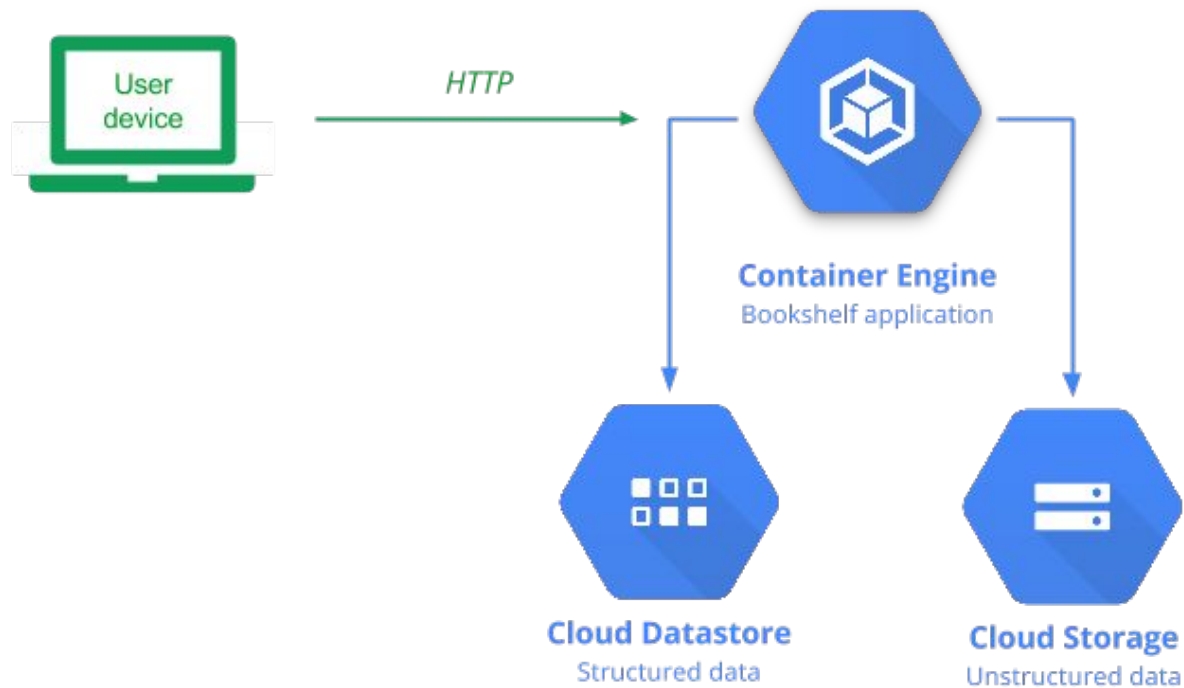 User
device
HTTP
Container Engine
Bookshelf application
Cloud Datastore
Structured data
Cloud Storage
Unstructured data